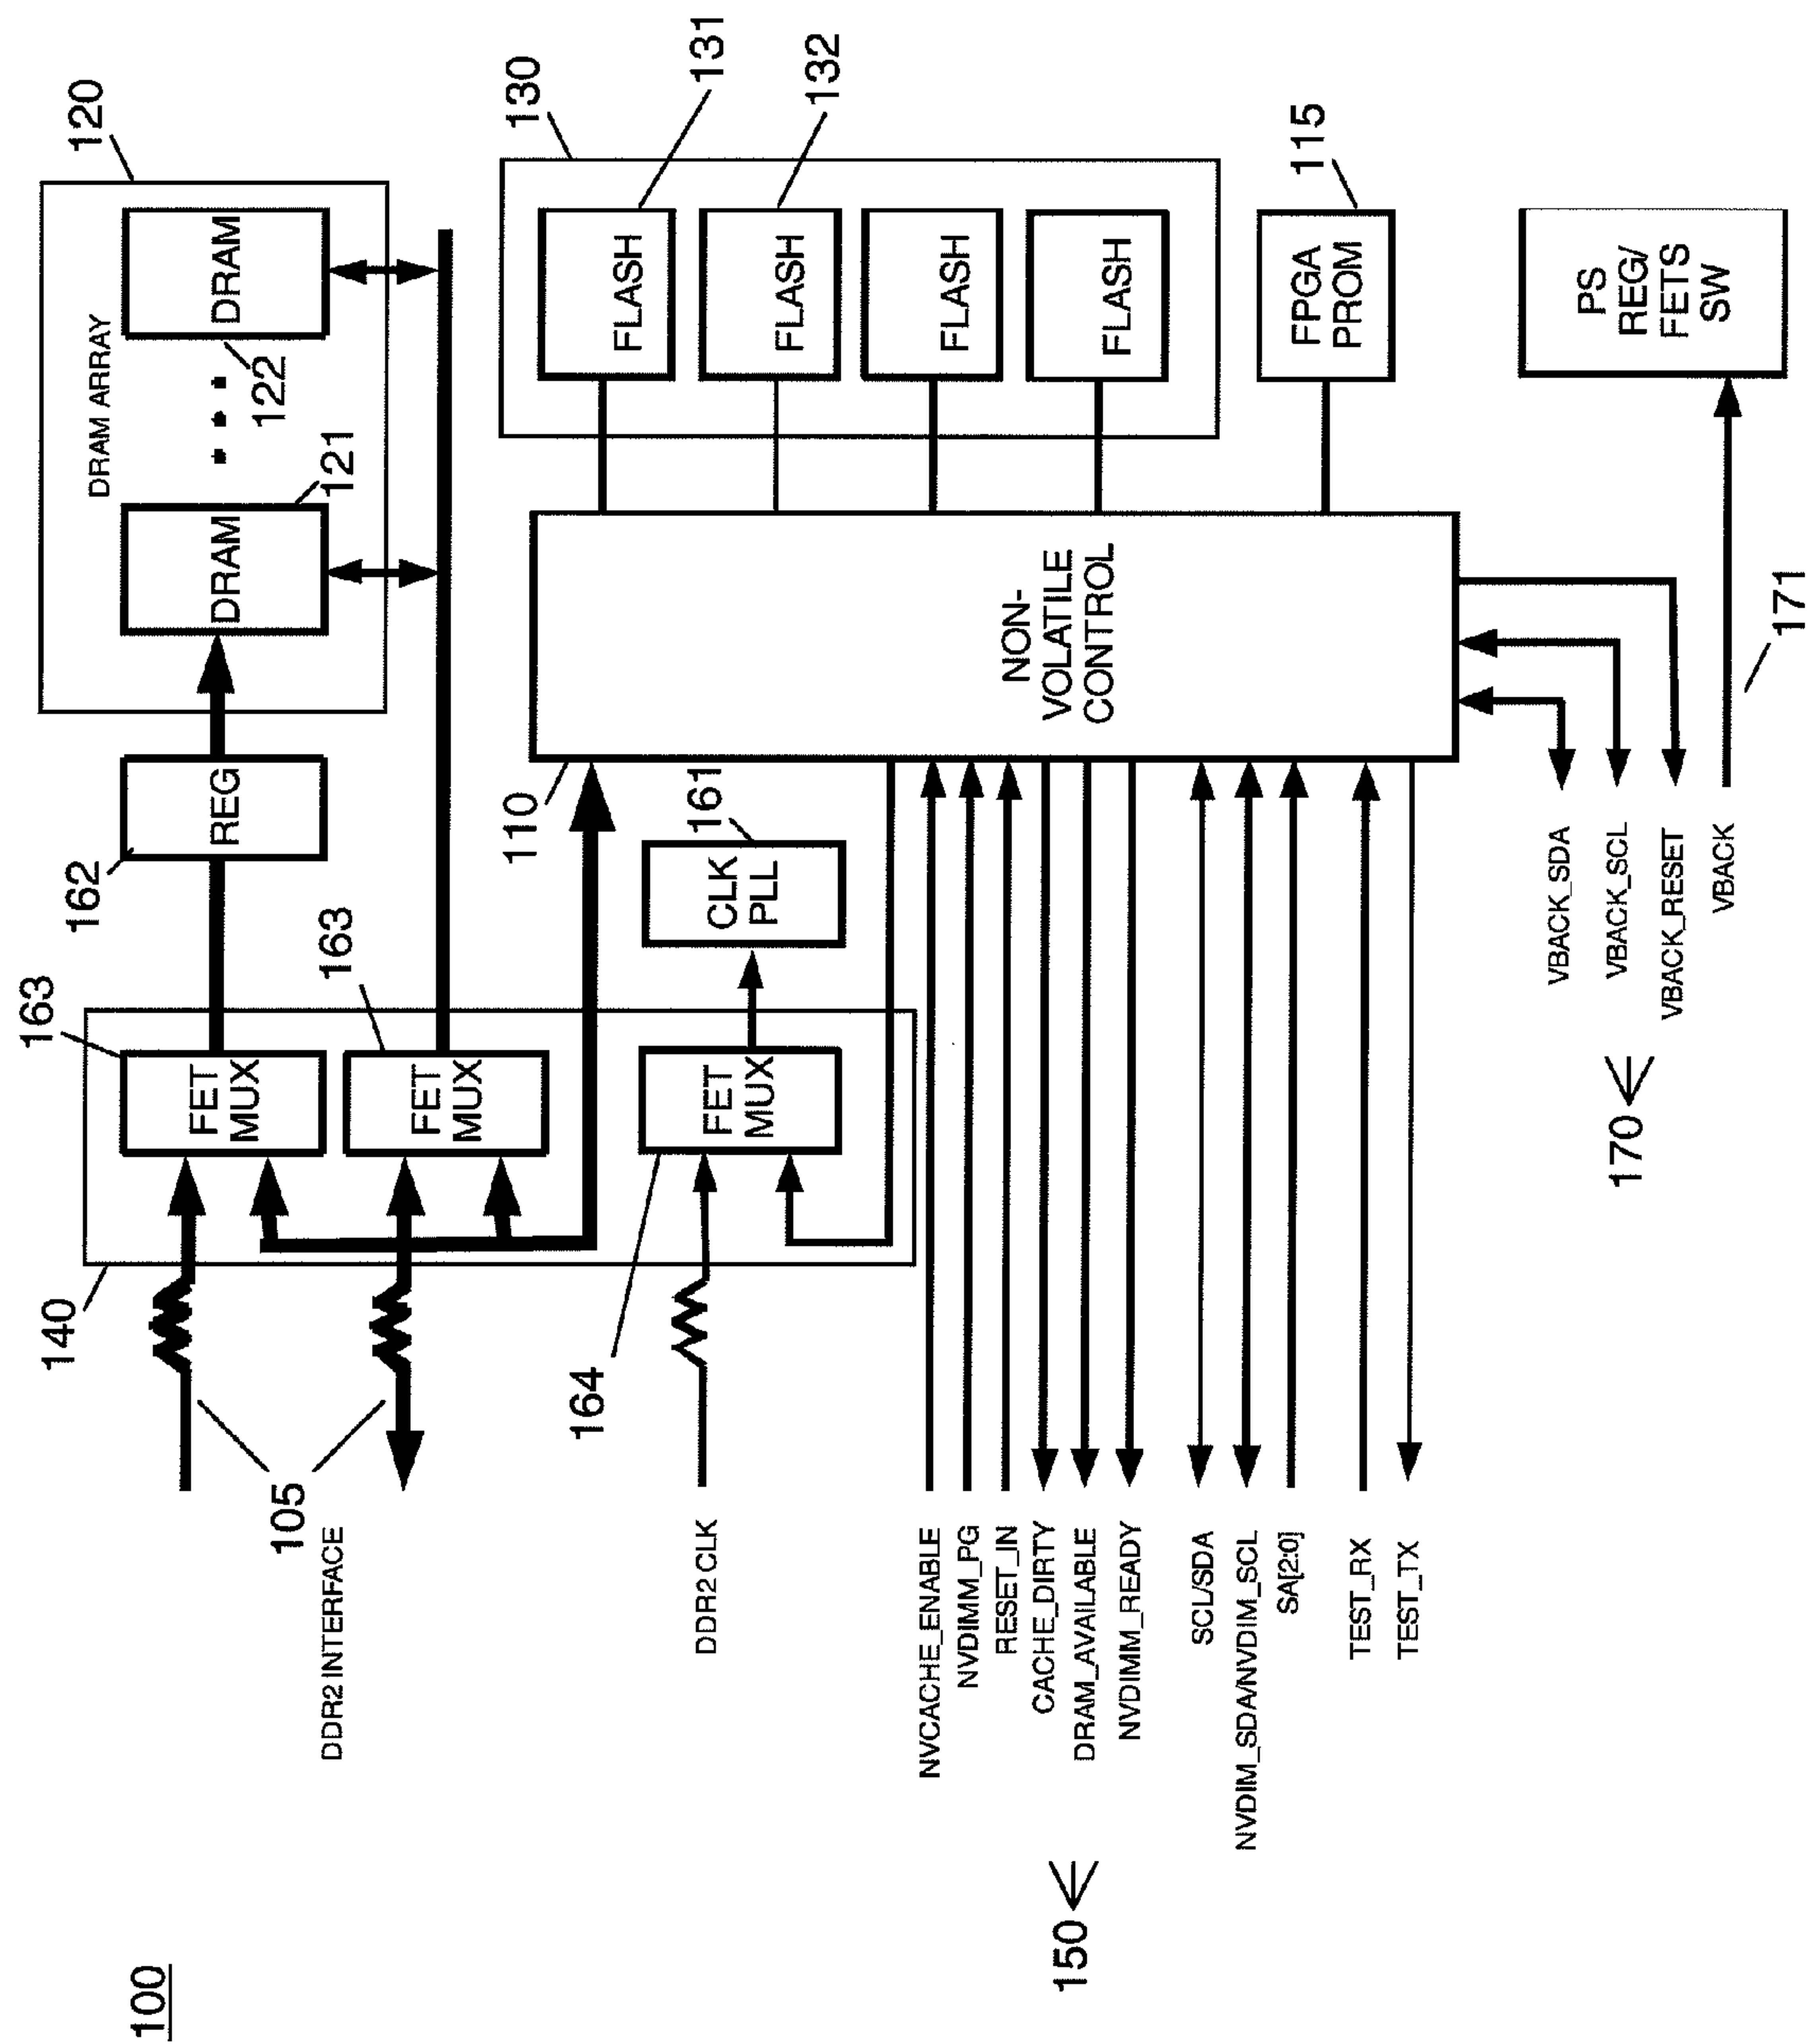 100
DRAM ARRAY
120
DRAM
121
DRAM
122
162
REG
163
FET
MUX
163
FET
MUX
140
105
DDR2 INTERFACE
164
FET
MUX
161
CLK
PLL
DDR2 CLK
110
NON-
VOLATILE
CONTROL
130
FLASH
131
FLASH
132
FLASH
FLASH
115
FPGA
PROM
NVCACHE_ENABLE
NVDIMM_PG
RESET_IN
CACHE_DIRTY
DRAM_AVAILABLE
NVDIMM_READY
SCL/SDA
NVDIM_SDA/NVDIM_SCL
SA[2:0]
TEST_RX
TEST_TX
150
VBACK_SDA
VBACK_SCL
VBACK_RESET
VBACK
170
171
PS
REG/
FETS
SW